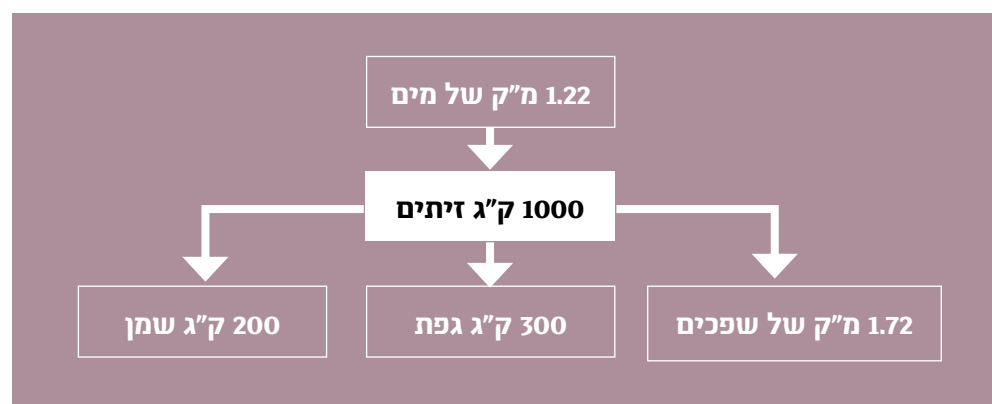 1.22 מ״ק של מים
1000 ק״ג זיתים
1.72 מ״ק של שפכים
300 ק״ג גפת
200 ק״ג שמן